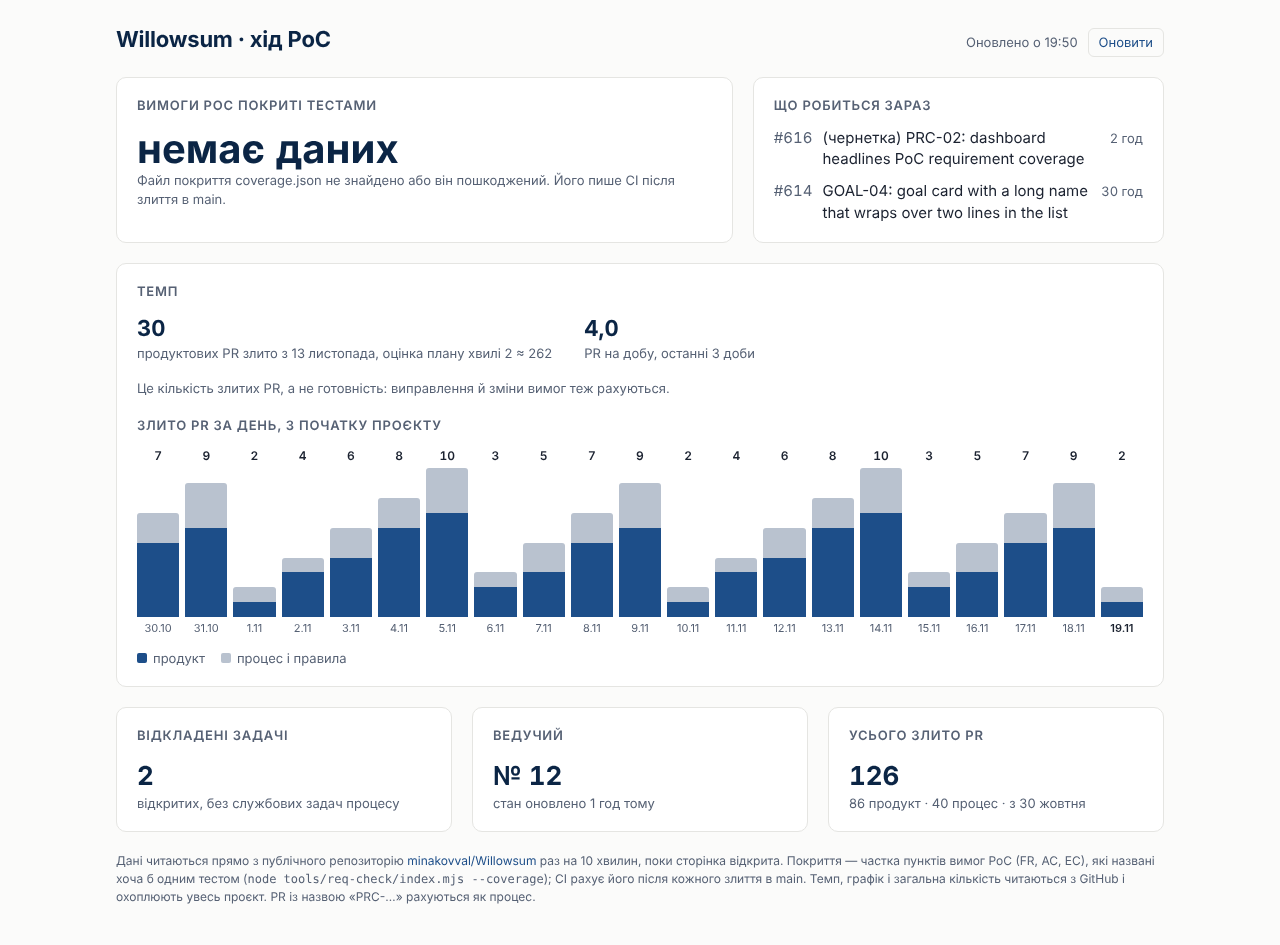 Willowsum · хід PoC
Оновлено о 19:50
Оновити
ВИМОГИ POC ПОКРИТІ ТЕСТАМИ
немає даних
Файл покриття coverage.json не знайдено або він пошкоджений. Його пише CI після
злиття в main.
ЩО РОБИТЬСЯ ЗАРАЗ
#616 (чернетка) PRC-02: dashboard 2 год
headlines PoC requirement coverage
#614 GOAL-04: goal card with a long name 30 год
that wraps over two lines in the list
ТЕМП
30
продуктових PR злито з 13 листопада, оцінка плану хвилі 2 ≈ 262
4,0
PR на добу, останні 3 доби
Це кількість злитих PR, а не готовність: виправлення й зміни вимог теж рахуються.
ЗЛИТО PR ЗА ДЕНЬ, З ПОЧАТКУ ПРОЄКТУ
7 9 2 4 6 8 10 3 5 7 9 2 4 6 8 10 3 5 7 9 2
30.10 31.10 1.11 2.11 3.11 4.11 5.11 6.11 7.11 8.11 9.11 10.11 11.11 12.11 13.11 14.11 15.11 16.11 17.11 18.11 19.11
продукт процес і правила
ВІДКЛАДЕНІ ЗАДАЧІ
2
відкритих, без службових задач процесу
ВЕДУЧИЙ
№ 12
стан оновлено 1 год тому
УСЬОГО ЗЛИТО PR
126
86 продукт · 40 процес · з 30 жовтня
Дані читаються прямо з публічного репозиторію minakovval/Willowsum раз на 10 хвилин, поки сторінка відкрита. Покриття — частка пунктів вимог PoC (FR, AC, EC), які названі
хоча б одним тестом (node tools/req-check/index.mjs --coverage); CI рахує його після кожного злиття в main. Темп, графік і загальна кількість читаються з GitHub і
охоплюють увесь проєкт. PR із назвою «PRC-…» рахуються як процес.